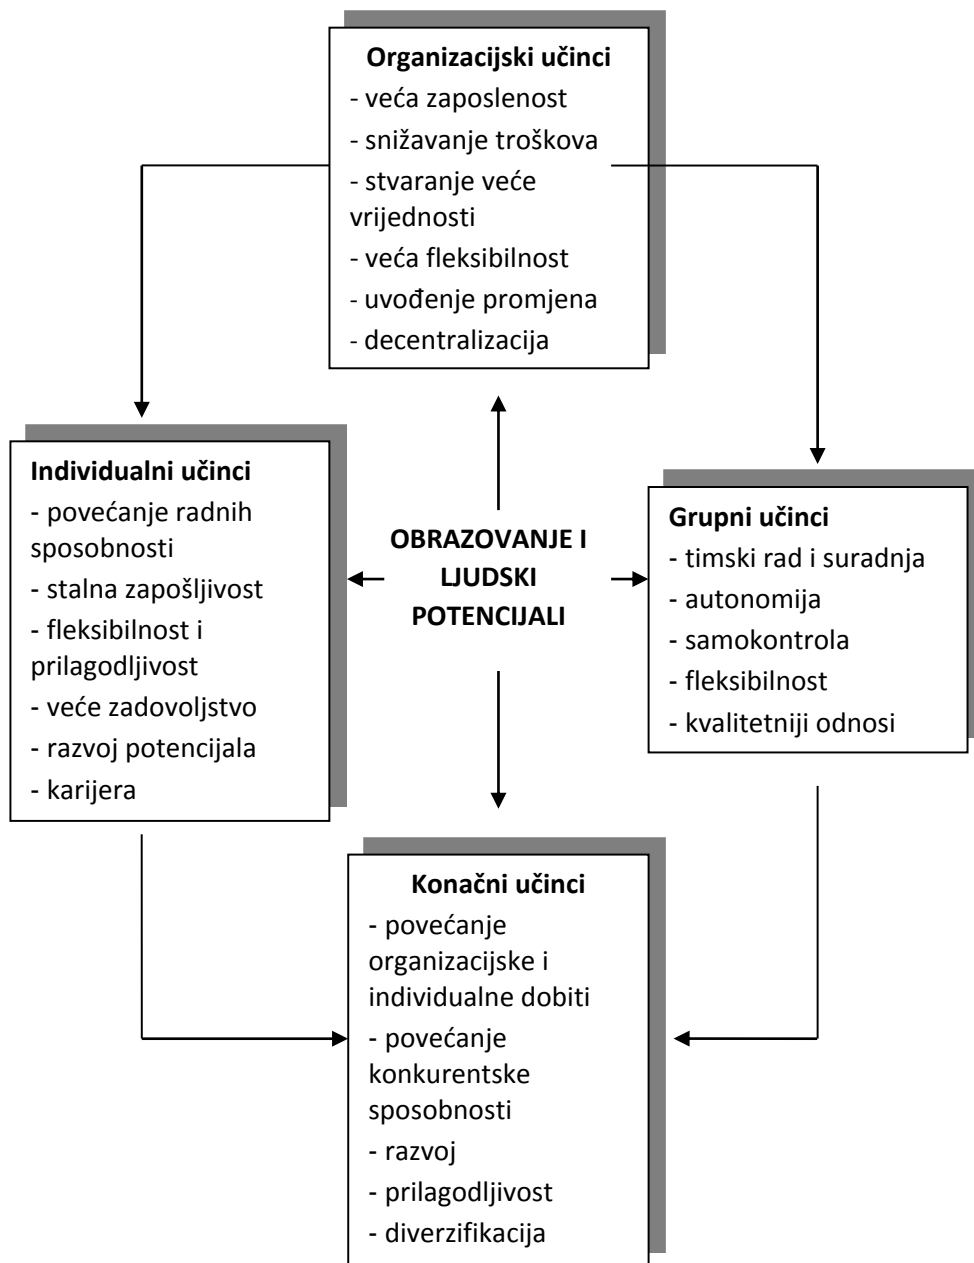 Organizacijski učinci
- veća zaposlenost
- snižavanje troškova
- stvaranje veće
vrijednosti
- veća fleksibilnost
- uvođenje promjena
- decentralizacija
Individualni učinci
- povećanje radnih
sposobnosti
- stalna zapošljivost
- fleksibilnost i
prilagodljivost
- veće zadovoljstvo
- razvoj potencijala
- karijera
OBRAZOVANJE I
LJUDSKI
POTENCIJALI
Grupni učinci
- timski rad i suradnja
- autonomija
- samokontrola
- fleksibilnost
- kvalitetniji odnosi
Konačni učinci
- povećanje
organizacijske i
individualne dobiti
- povećanje
konkurentske
sposobnosti
- razvoj
- prilagodljivost
- diverzifikacija